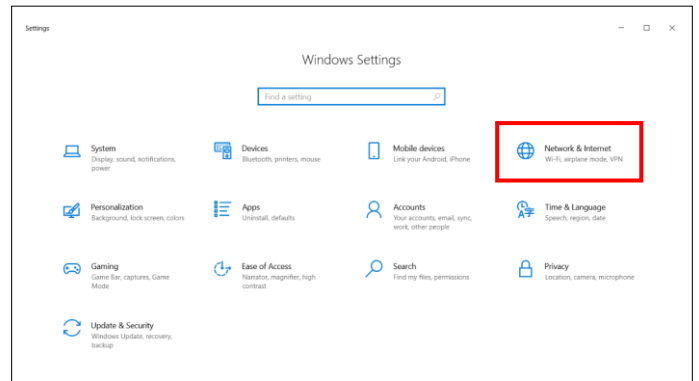 Settings
Windows Settings
Find a setting
System
Display, sound, notifications,
power
Devices
Bluetooth, printers, mouse
Mobile devices
Link your Android, iPhone
Network & Internet
Wi-Fi, airplane mode, VPN
Personalization
Background, lock screen, colors
Apps
Uninstall, defaults
Accounts
Your accounts, email, sync,
work, other people
Time & Language
Speech, region, date
Gaming
Game Bar, captures, Game
Mode
Ease of Access
Narrator, magnifier, high
contrast
Search
Find my files, permissions
Privacy
Location, camera, microphone
Update & Security
Windows Update, recovery,
backup